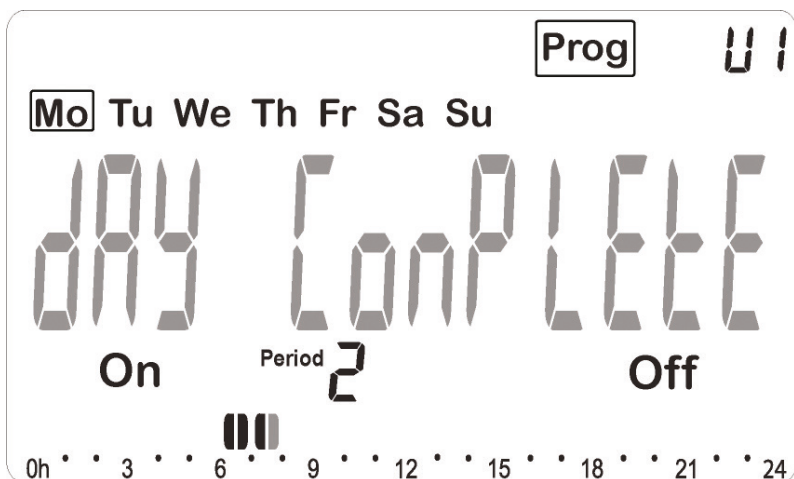 Prog U1
Mo Tu We Th Fr Sa Su
dAY ConPLEtE
On Period 2 Off
0h 3 6 9 12 15 18 21 24